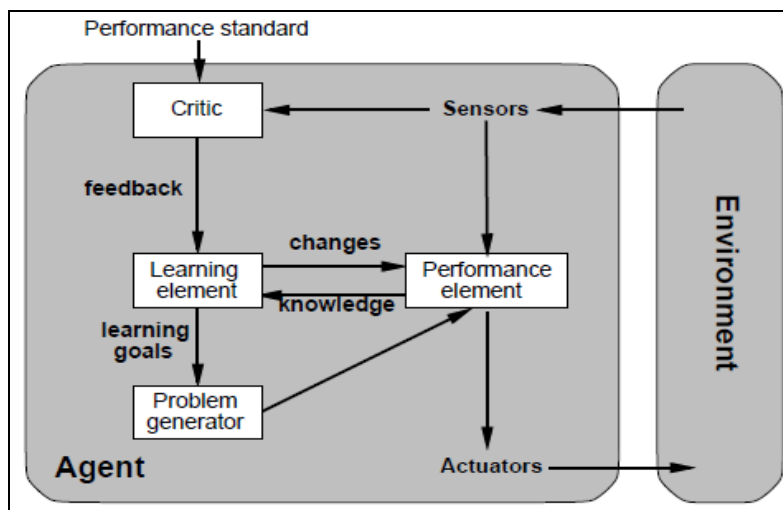 Performance standard
Critic
Sensors
feedback
changes
Learning
element
Performance
element
knowledge
learning
goals
Problem
generator
Agent
Actuators
Environment